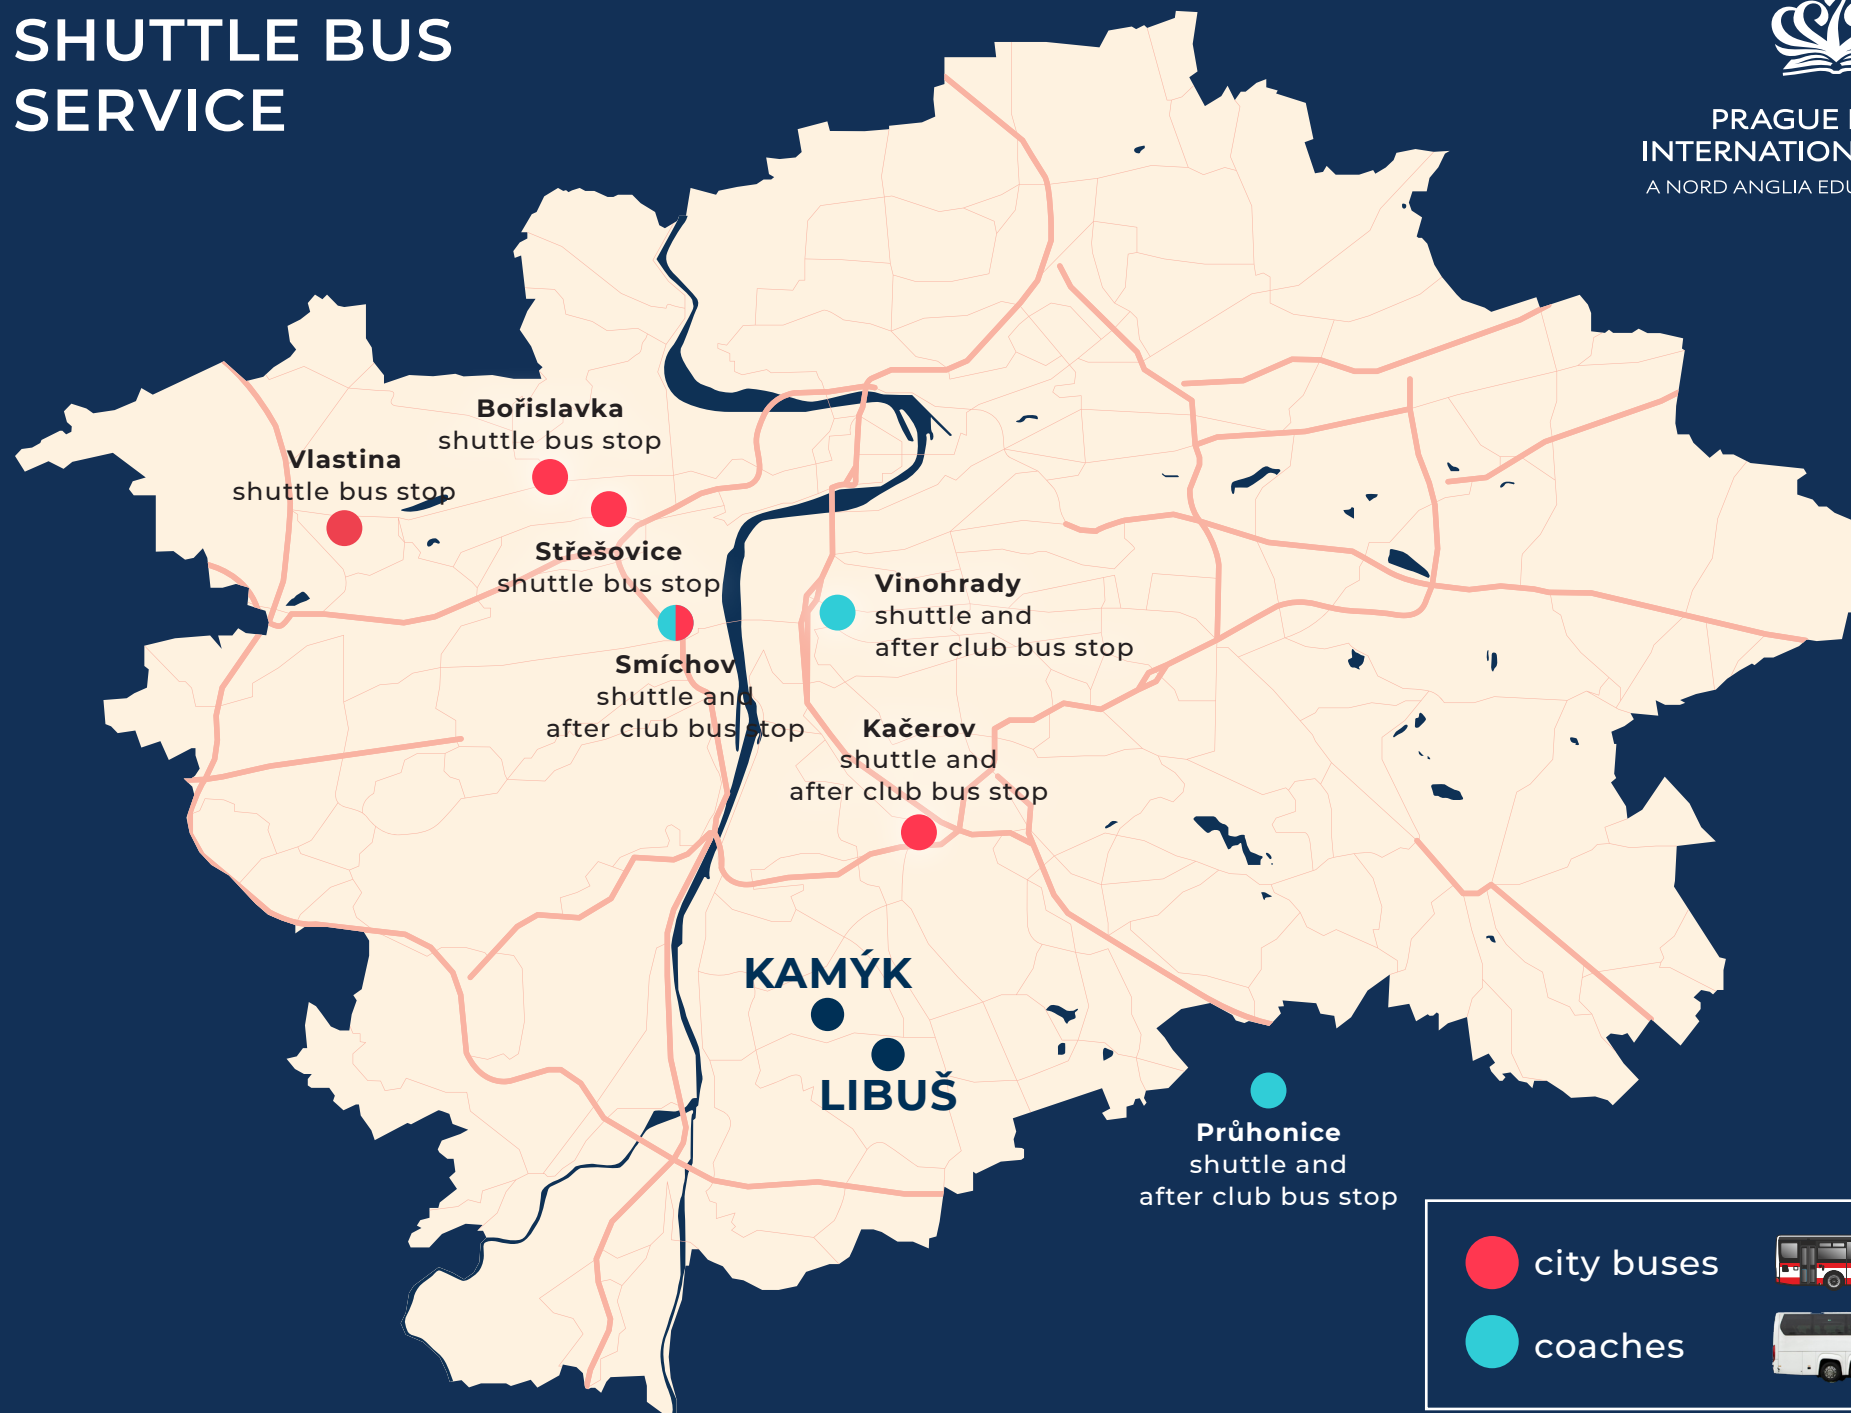 SHUTTLE BUS
SERVICE
PRAGUE
INTERNATION
A NORD ANGLIA EDU
Bořislavka
shuttle bus stop
Vlastina
shuttle bus stop
Střešovice
shuttle bus stop
Vinohrady
shuttle and
after club bus stop
Smíchov
shuttle and
after club bus stop
Kačerov
shuttle and
after club bus stop
KAMÝK
LIBUŠ
Průhonice
shuttle and
after club bus stop
city buses
coaches